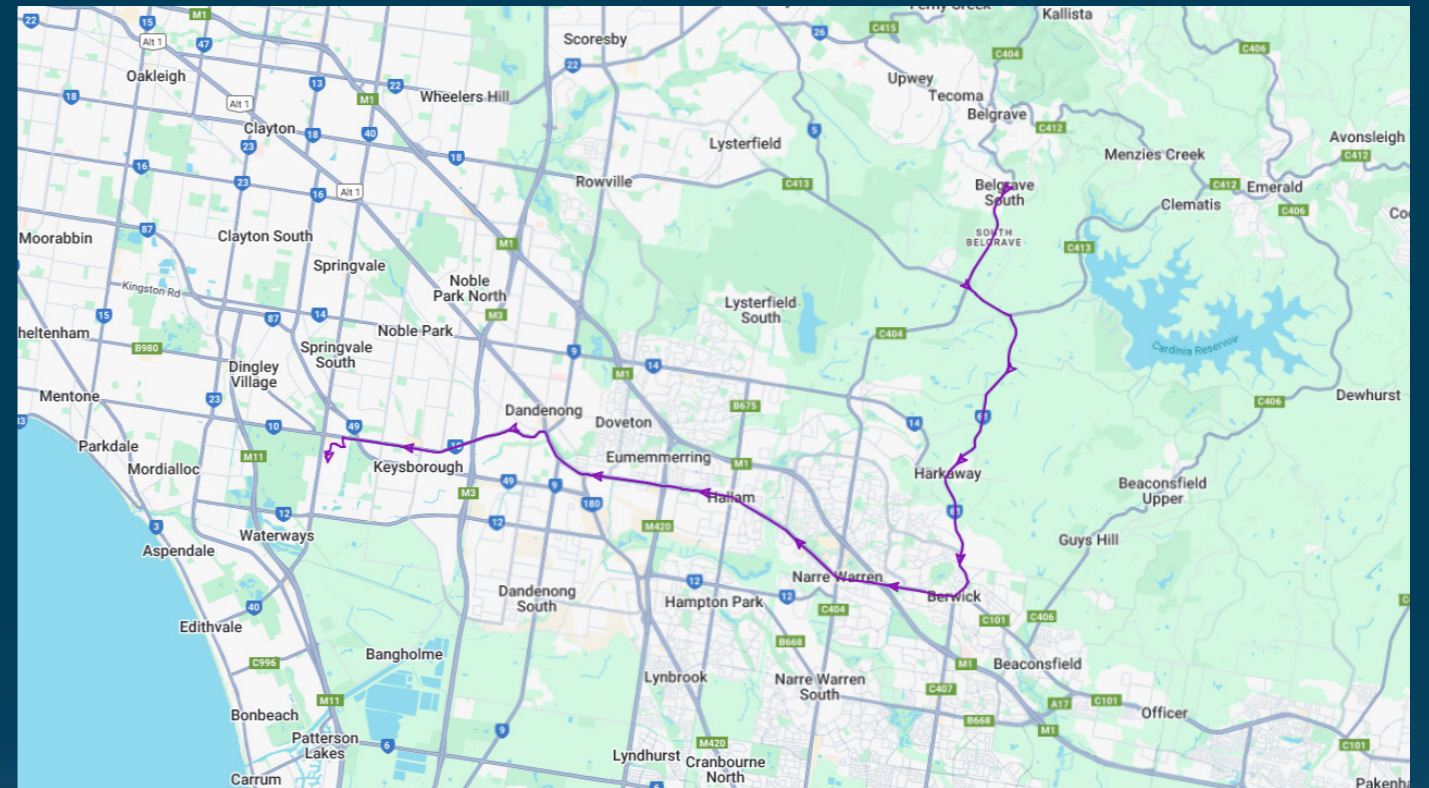 22
15
M1
Alt 1
47
Oakleigh
Scoresby
22
26
C415
Kallista
C404
C406
13
22
M1
Wheelers Hill
Upwey
Tecoma
Belgrave
18
Alt 1
Clayton
18
40
23
18
5
C412
Avonsleigh
C412
Lysterfield
Menzies Creek
16
23
16
Alt 1
Rowville
C413
Belgrave
South
C412
Emerald
Clematis
C406
Moorabbin
87
Clayton South
M1
SOUTH
BELGRAVE
C413
Springvale
Noble
Park North
Kingston Rd
15
87
14
M3
Lysterfield
South
Noble Park
C404
Cardinia Reservoir
B980
Springvale
South
9
14
M1
Dingley
Village
Mentone
23
B675
C406
Dewhurst
10
49
Dandenong
Doveton
14
61
Parkdale
Mordialloc
M11
Keysborough
10
Eumemmerring
M1
Harkaway
M3
49
9
180
Hallam
Beaconsfield
Upper
3
12
12
M420
61
Waterways
Aspendale
Guys Hill
Dandenong
South
12
Hampton Park
12
Narre Warren
C404
Berwick
C101
C406
40
Edithvale
B668
C996
Bangholme
Lynbrook
Narre Warren
South
M1
Beaconsfield
C407
M11
A17
C101
Officer
Bonbeach
B668
M1
Patterson
Lakes
6
9
M420
Lyndhurst
Cranbourne
North
C101
Carrum